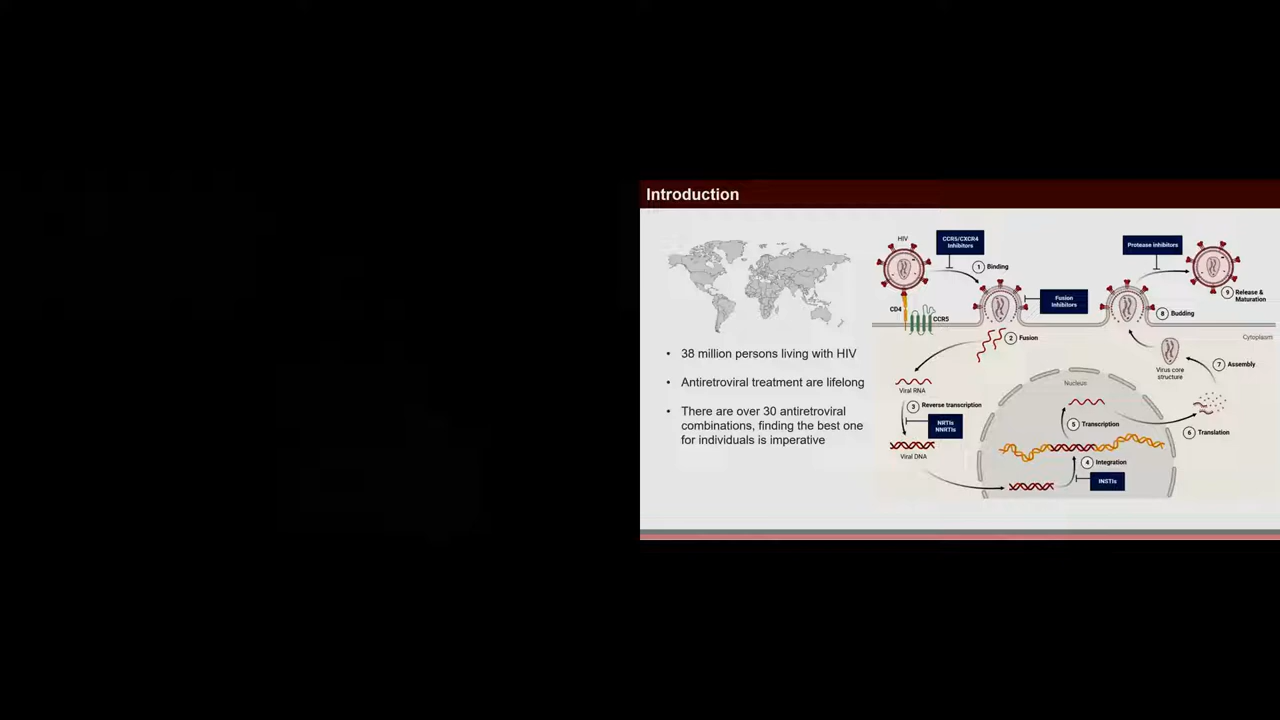 Introduction
• 38 million persons living with HIV
• Antiretroviral treatment are lifelong
• There are over 30 antiretroviral
combinations, finding the best one
for individuals is imperative
HIV
CCR5/CXCR4
Inhibitors
1 Binding
CD4
CCR5
Fusion
Inhibitors
2 Fusion
Viral RNA
3 Reverse transcription
NRTIs
NNRTIs
Viral DNA
Nucleus
4 Integration
INSTIs
5 Transcription
6 Translation
7 Assembly
Virus core
structure
Cytoplasm
8 Budding
Protease inhibitors
9 Release &
Maturation